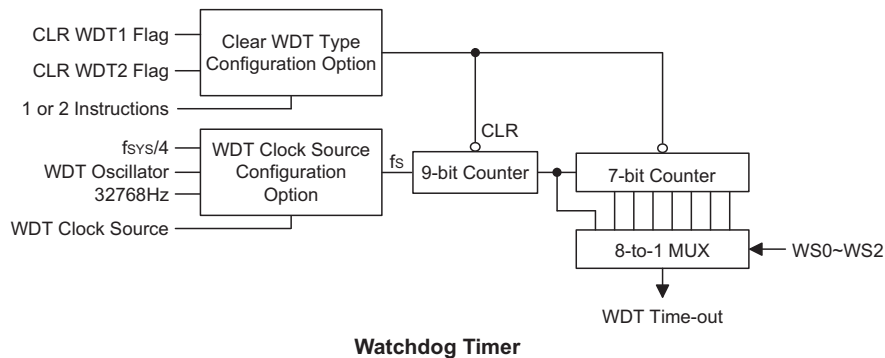 CLR WDT1 Flag
CLR WDT2 Flag
1 or 2 Instructions
Clear WDT Type
Configuration Option
fSYS/4
WDT Oscillator
32768Hz
WDT Clock Source
WDT Clock Source
Configuration
Option
fS
CLR
9-bit Counter
7-bit Counter
8-to-1 MUX
WS0~WS2
WDT Time-out
Watchdog Timer